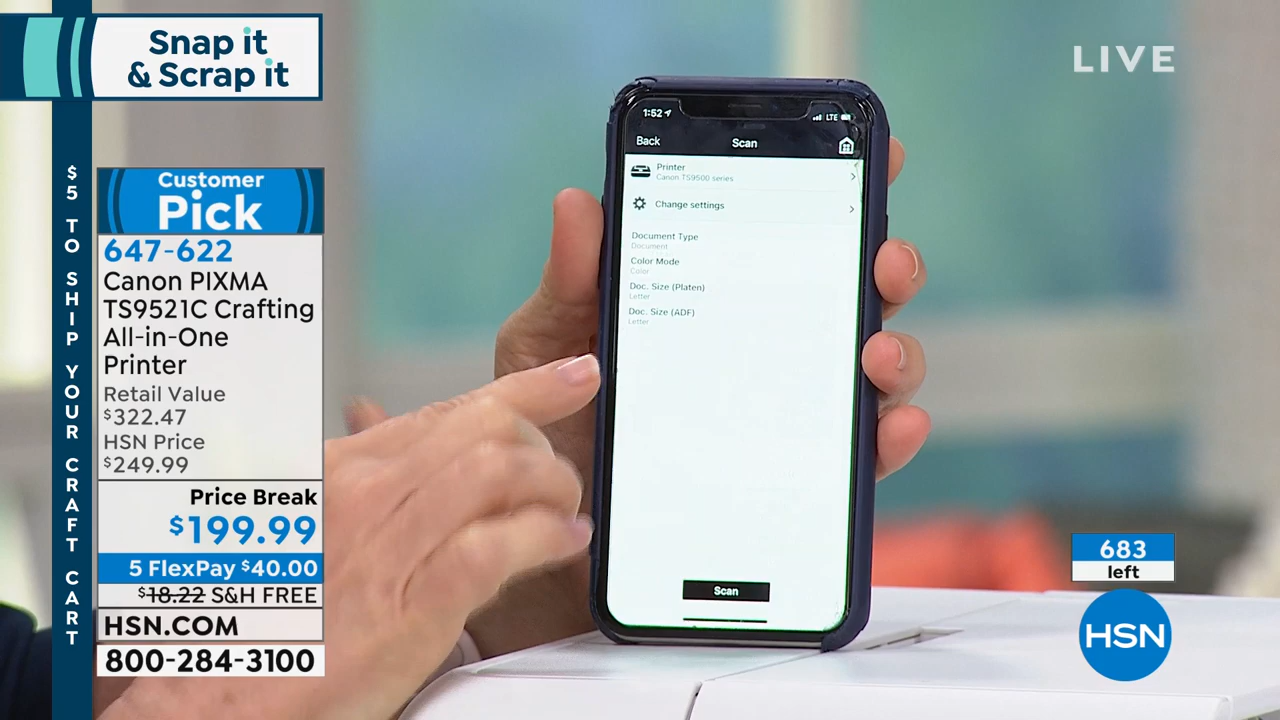 Snap it
& Scrap it
LIVE
$5 TO SHIP YOUR CRAFT CART
Customer
Pick
647-622
Canon PIXMA
TS9521C Crafting
All-in-One
Printer
Retail Value
$322.47
HSN Price
$249.99
Price Break
$199.99
5 FlexPay $40.00
$18.22 S&H FREE
HSN.COM
800-284-3100
1:52
LTE
Back
Scan
Printer
Canon TS9500 series
Change settings
Document Type
Document
Color Mode
Color
Doc. Size (Platen)
Letter
Doc. Size (ADF)
Letter
Scan
683
left
HSN